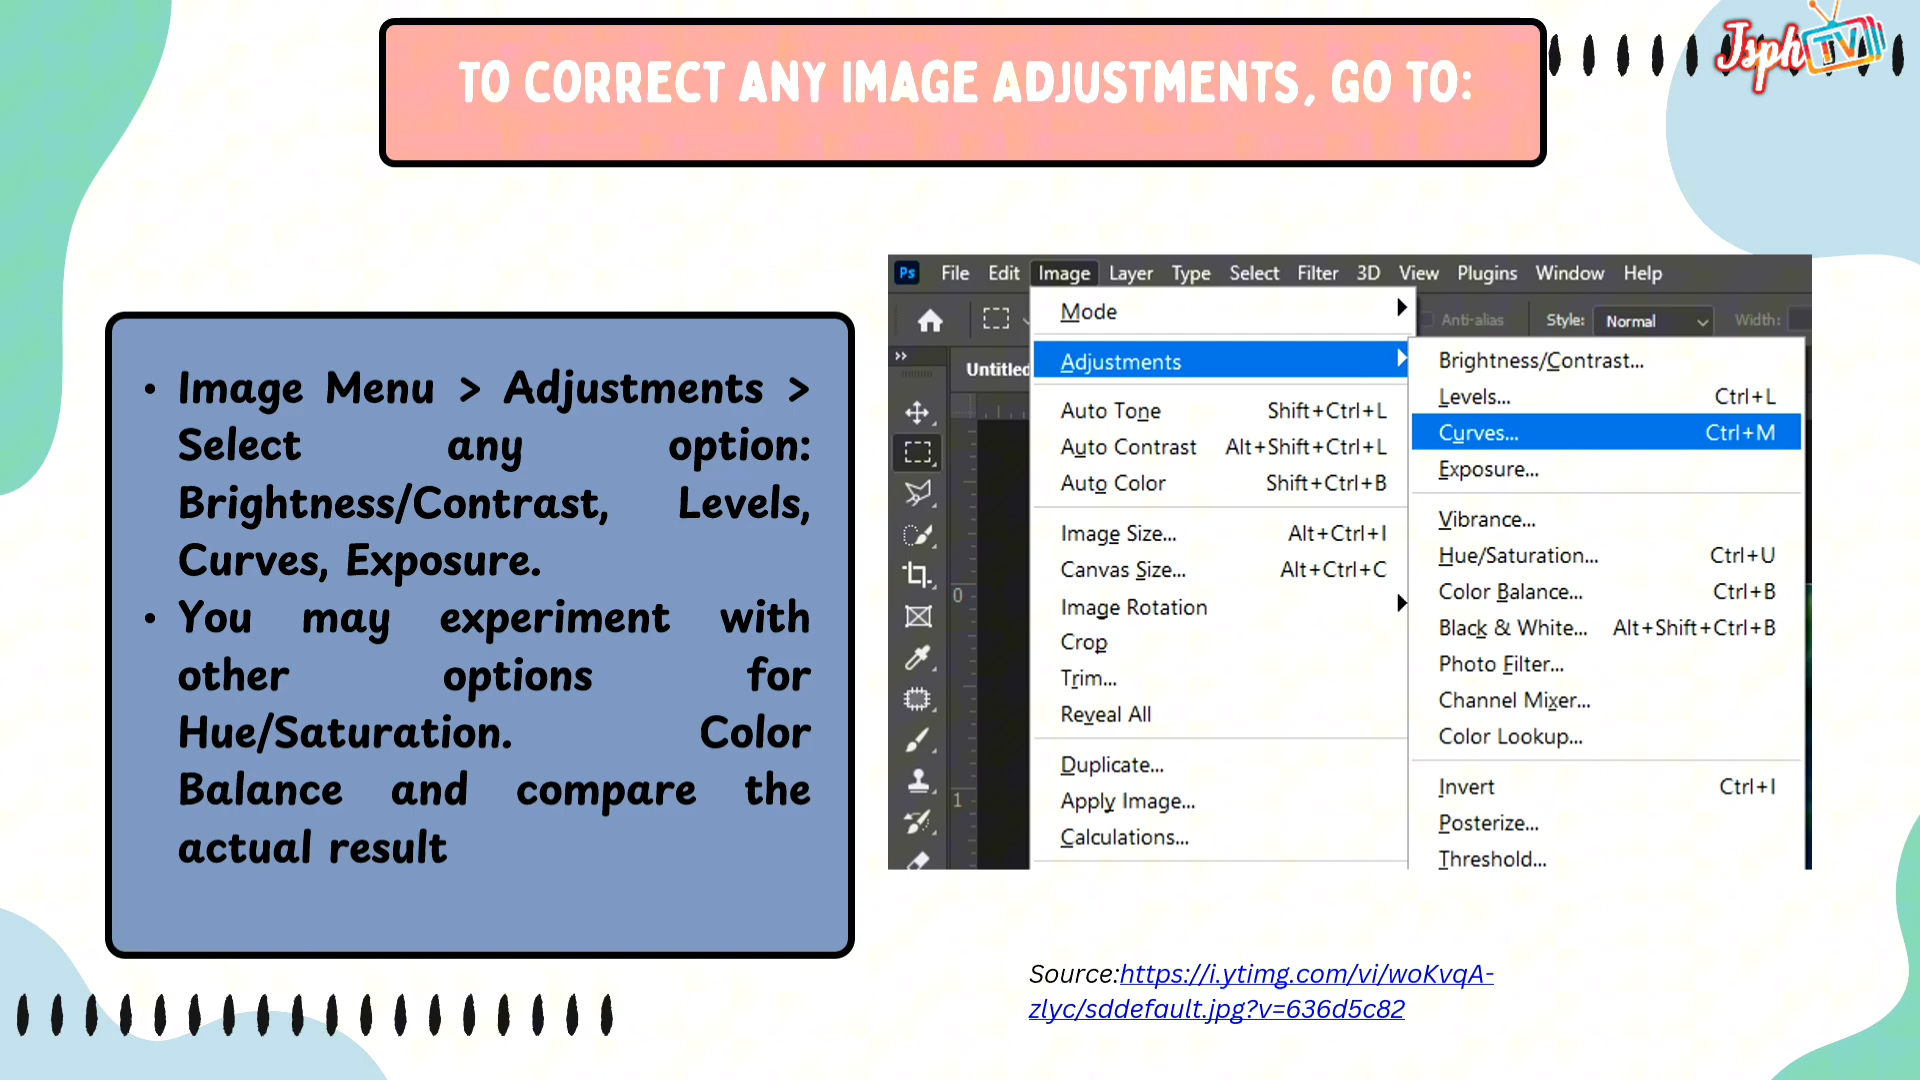 TO CORRECT ANY IMAGE ADJUSTMENTS, GO TO:
Jsph TV
• Image Menu > Adjustments >
Select any option:
Brightness/Contrast, Levels,
Curves, Exposure.
• You may experiment with
other options for
Hue/Saturation. Color
Balance and compare the
actual result
Ps File Edit Image Layer Type Select Filter 3D View Plugins Window Help
Anti-alias Style: Normal Width:
Untitled
0
1
Mode
Adjustments
Auto Tone Shift+Ctrl+L
Auto Contrast Alt+Shift+Ctrl+L
Auto Color Shift+Ctrl+B
Image Size... Alt+Ctrl+I
Canvas Size... Alt+Ctrl+C
Image Rotation
Crop
Trim...
Reveal All
Duplicate...
Apply Image...
Calculations...
Brightness/Contrast...
Levels... Ctrl+L
Curves... Ctrl+M
Exposure...
Vibrance...
Hue/Saturation... Ctrl+U
Color Balance... Ctrl+B
Black & White... Alt+Shift+Ctrl+B
Photo Filter...
Channel Mixer...
Color Lookup...
Invert Ctrl+I
Posterize...
Threshold...
Source:https://i.ytimg.com/vi/woKvqA-
zlyc/sddefault.jpg?v=636d5c82